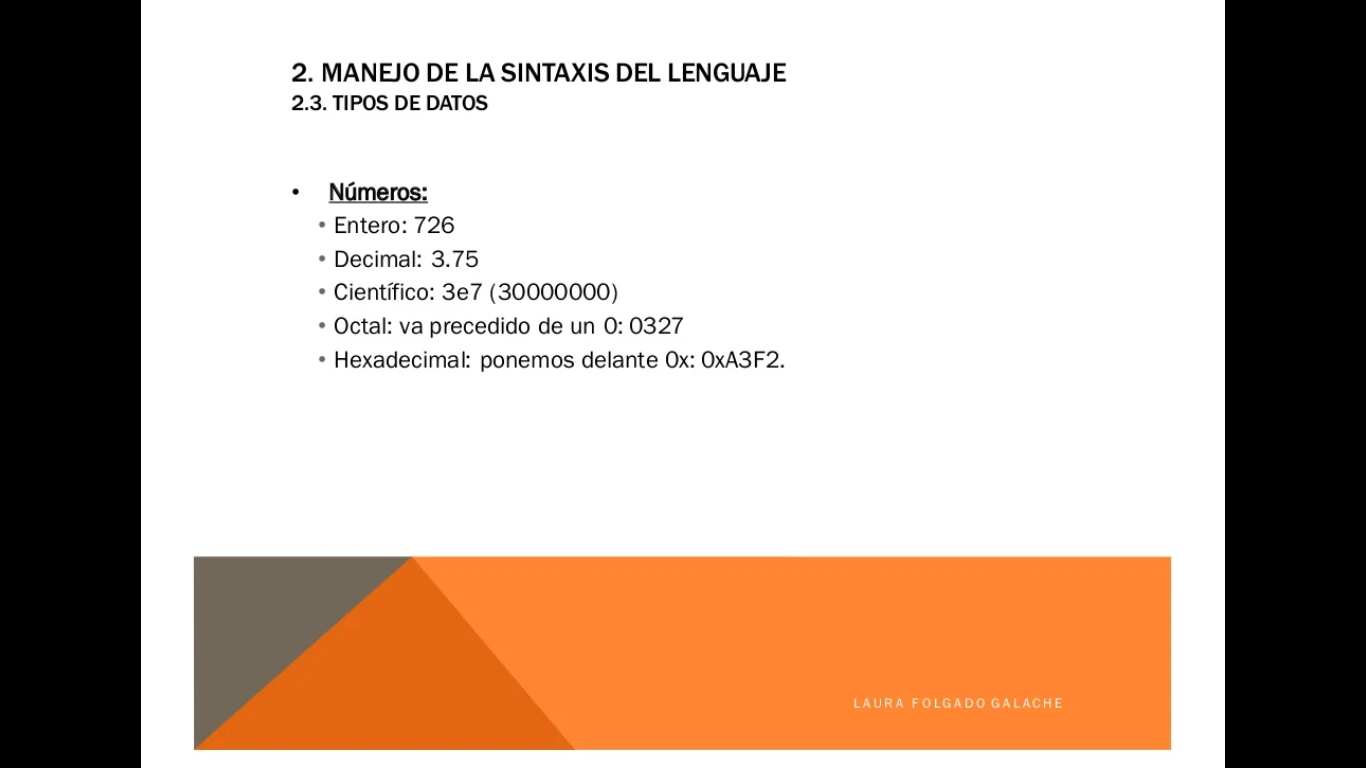 2. MANEJO DE LA SINTAXIS DEL LENGUAJE
2.3. TIPOS DE DATOS
• Números:
• Entero: 726
• Decimal: 3.75
• Científico: 3e7 (30000000)
• Octal: va precedido de un 0: 0327
• Hexadecimal: ponemos delante 0x: 0xA3F2.
LAURA FOLGADO GALACHE